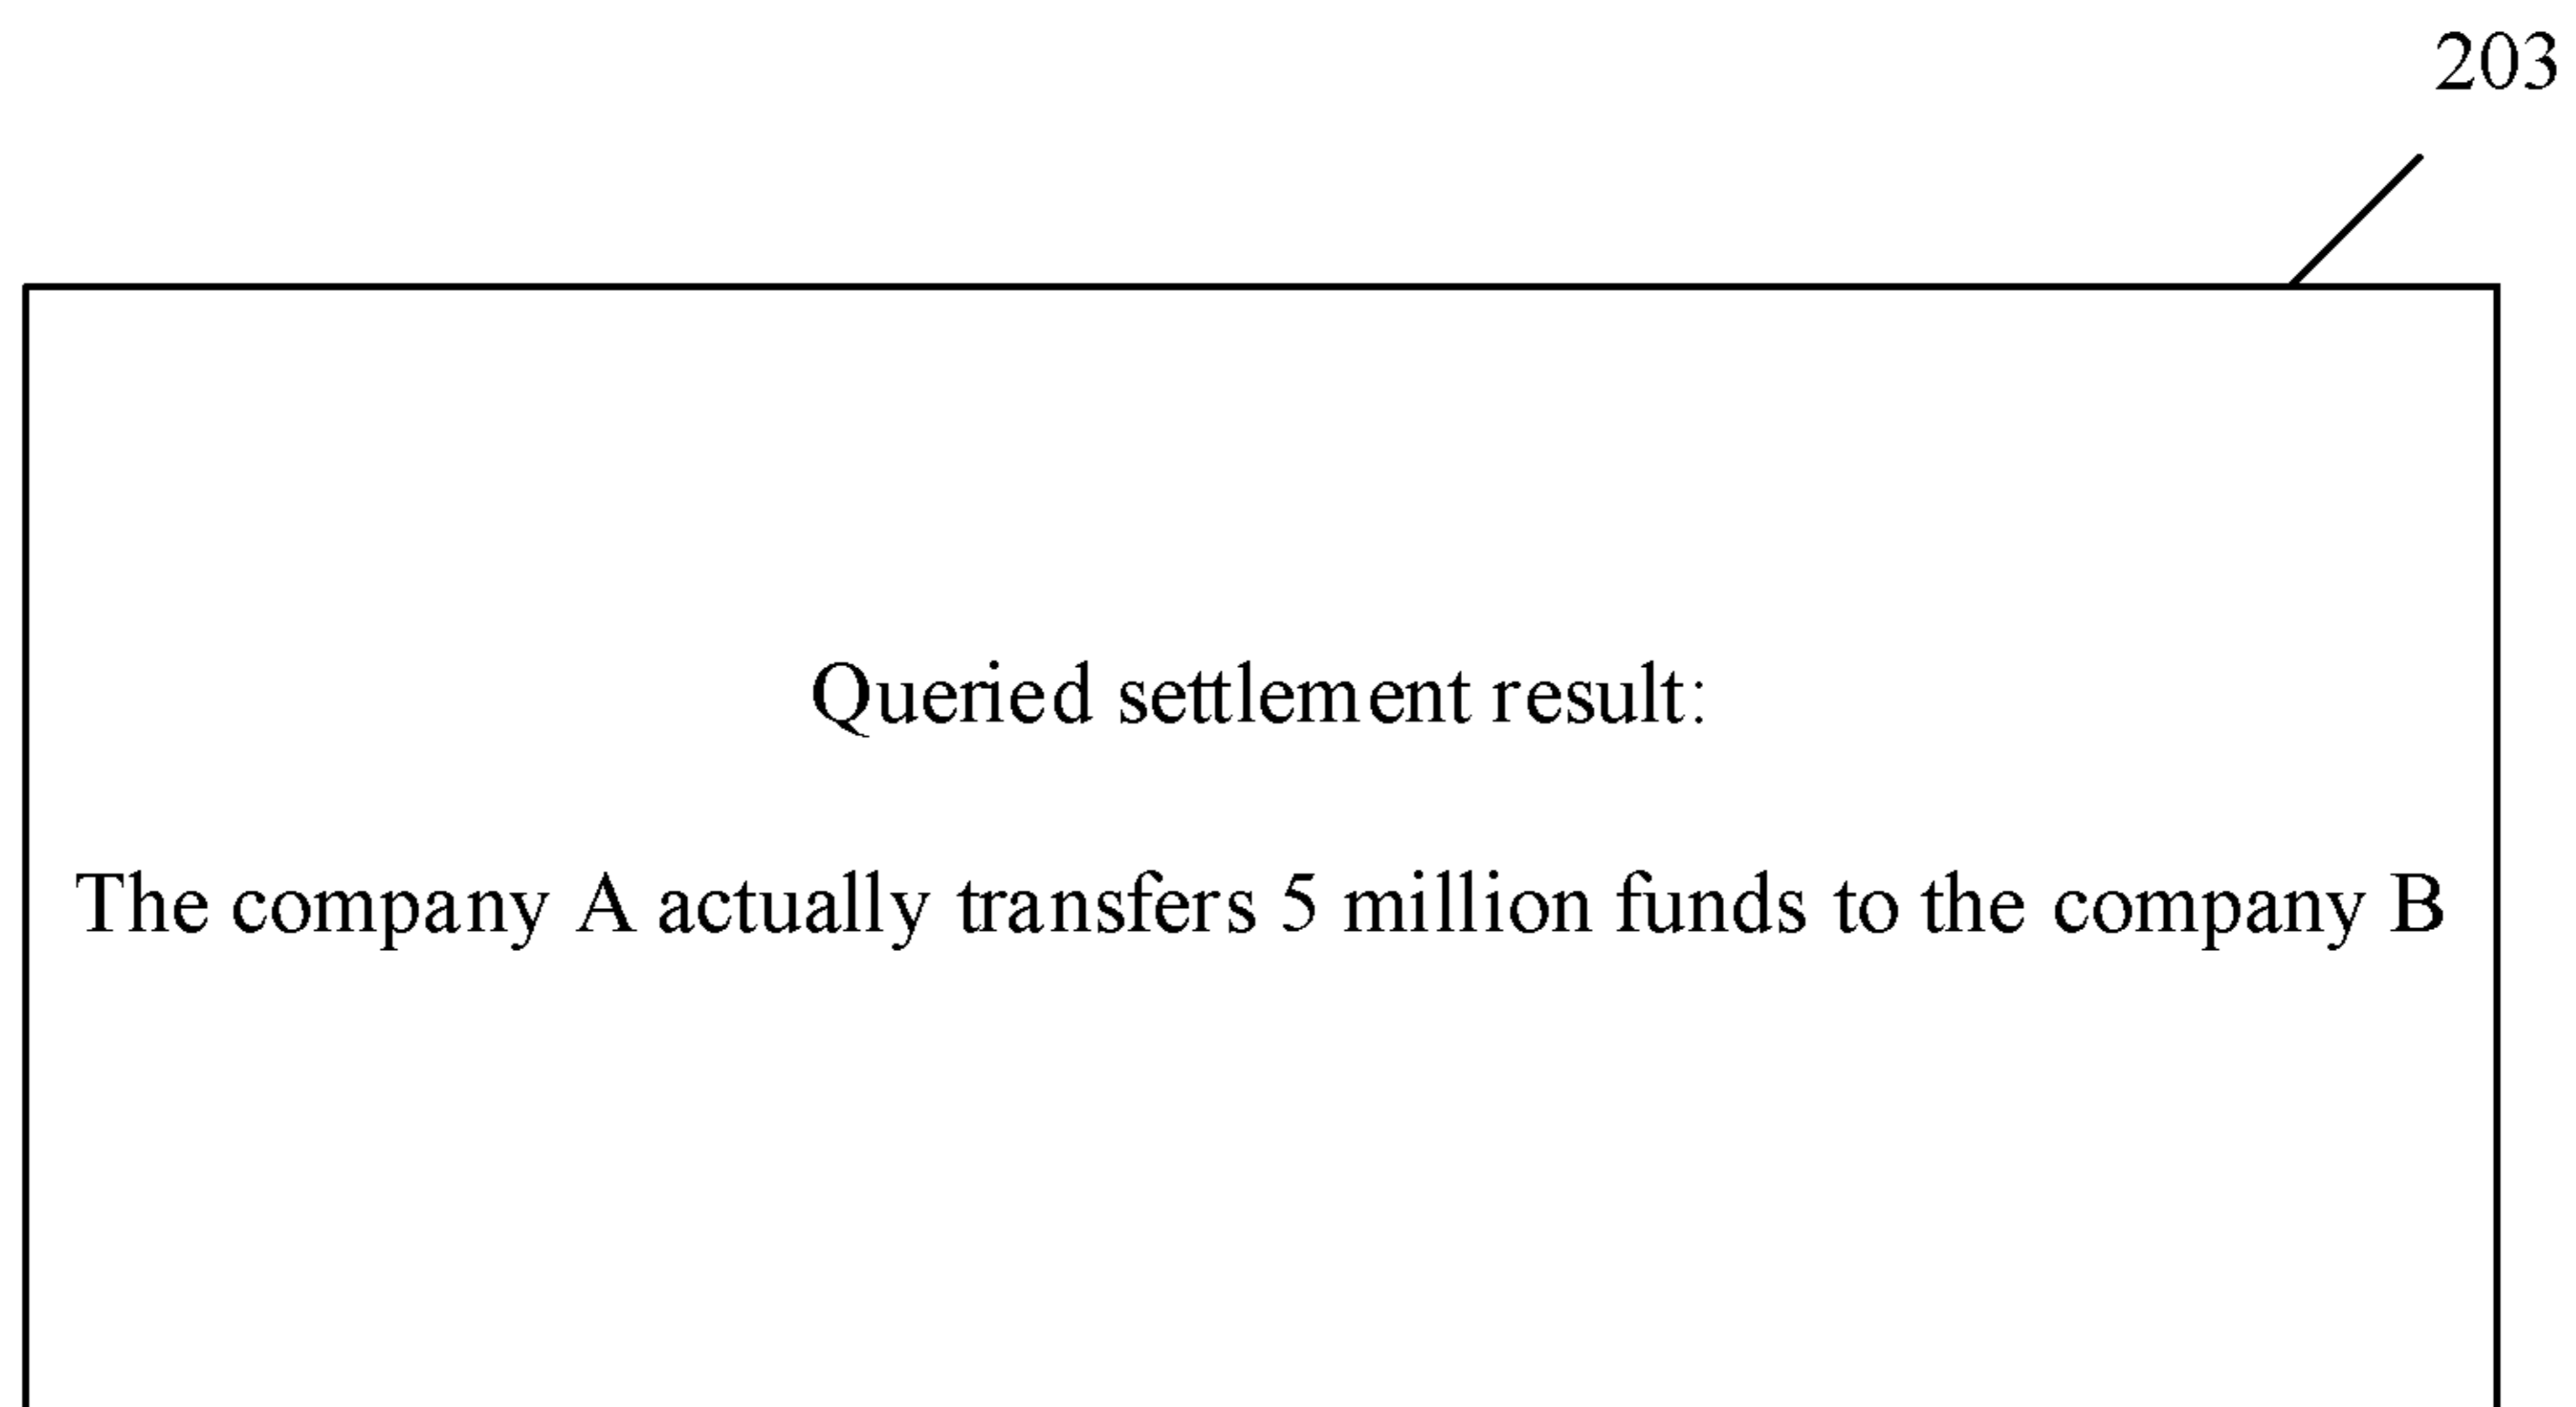 203
Queried settlement result:
The company A actually transfers 5 million funds to the company B